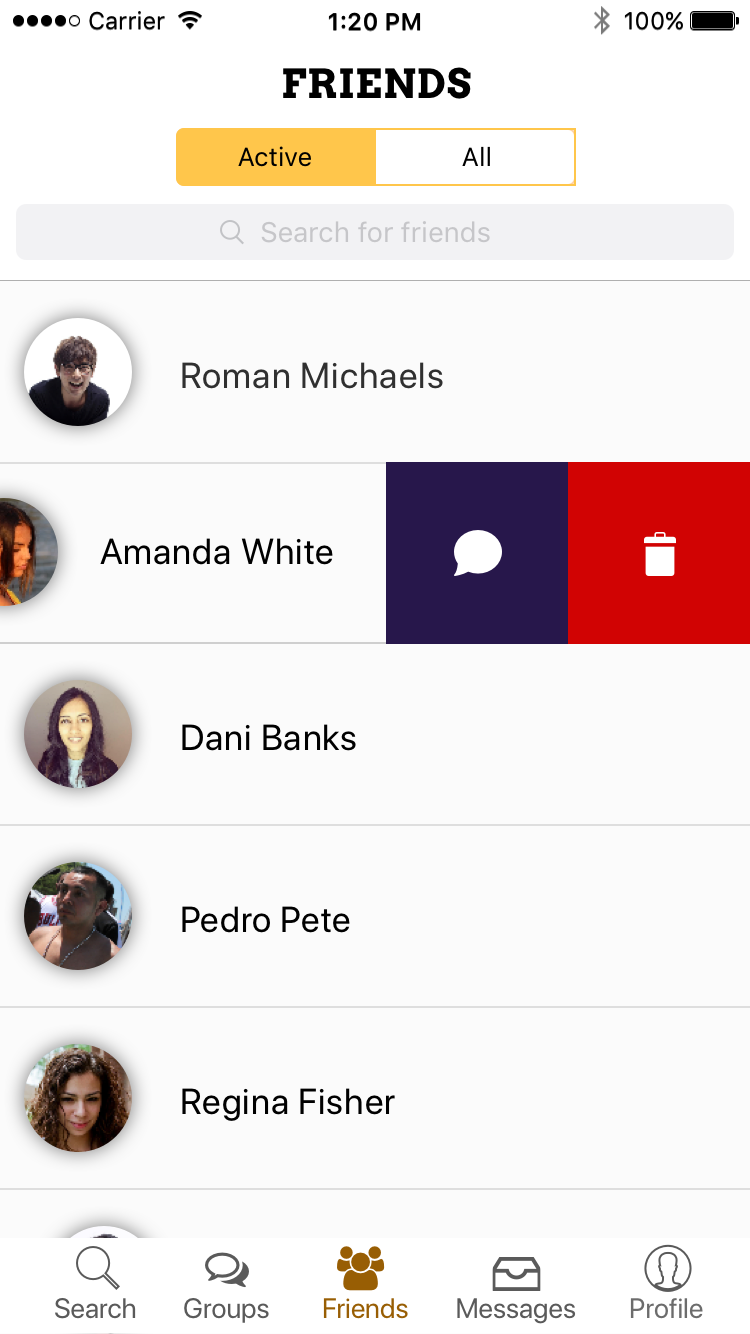 Carrier 1:20 PM 100%
FRIENDS
Active All
Search for friends
Roman Michaels
Amanda White
Dani Banks
Pedro Pete
Regina Fisher
Search Groups Friends Messages Profile